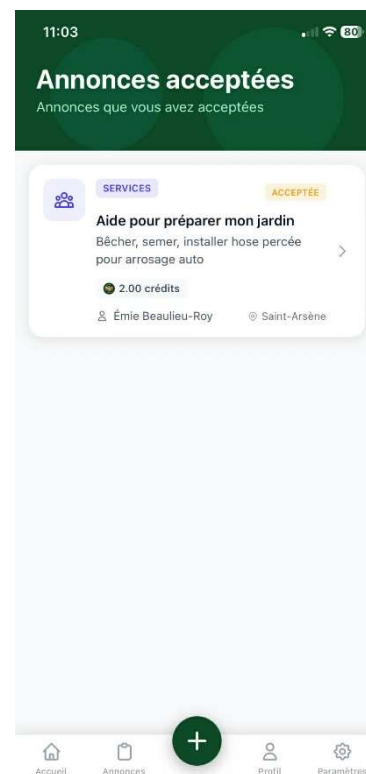 11:03
80
Annonces acceptées
Annonces que vous avez acceptées
SERVICES
ACCEPTÉE
Aide pour préparer mon jardin
Bêcher, semer, installer hose percée
pour arrosage auto
2.00 crédits
Émie Beaulieu-Roy
Saint-Arsène
Accueil
Annonces
Profil
Paramètres